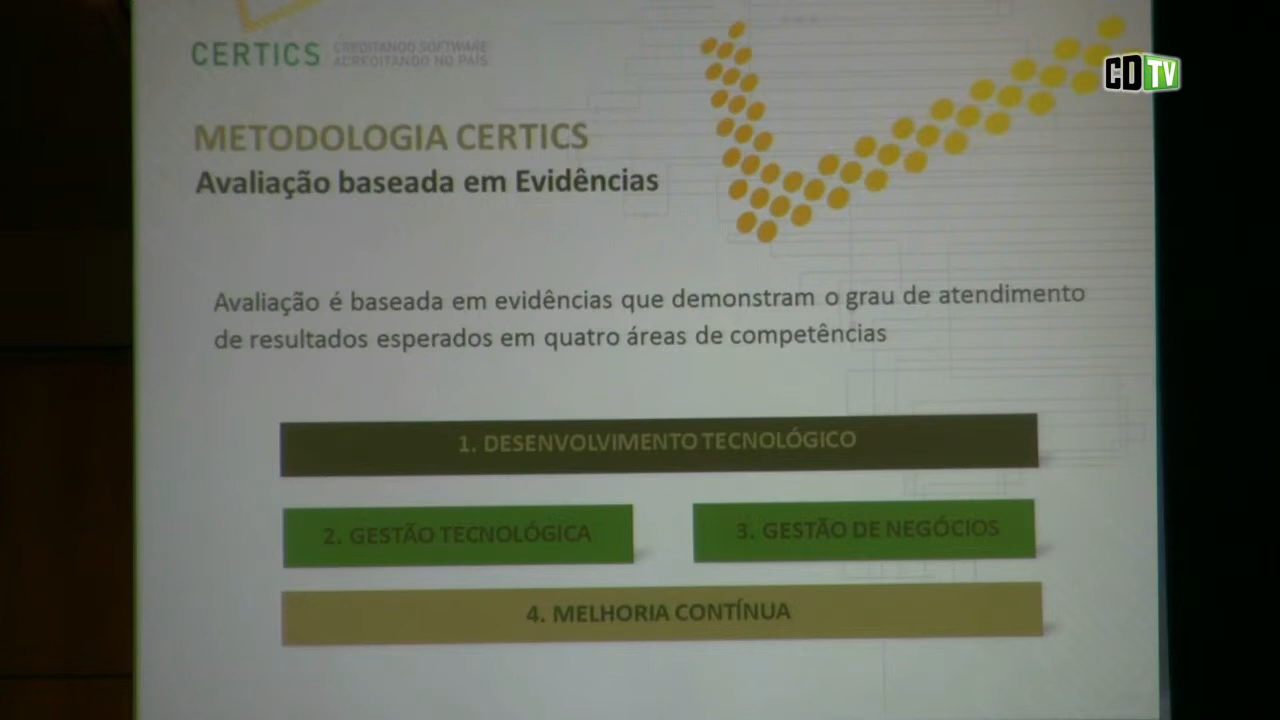 CERTICS
CREDITANDO SOFTWARE
ACREDITANDO NO PAÍS
CDTV
METODOLOGIA CERTICS
Avaliação baseada em Evidências
Avaliação é baseada em evidências que demonstram o grau de atendimento
de resultados esperados em quatro áreas de competências
1. DESENVOLVIMENTO TECNOLÓGICO
2. GESTÃO TECNOLÓGICA
3. GESTÃO DE NEGÓCIOS
4. MELHORIA CONTÍNUA